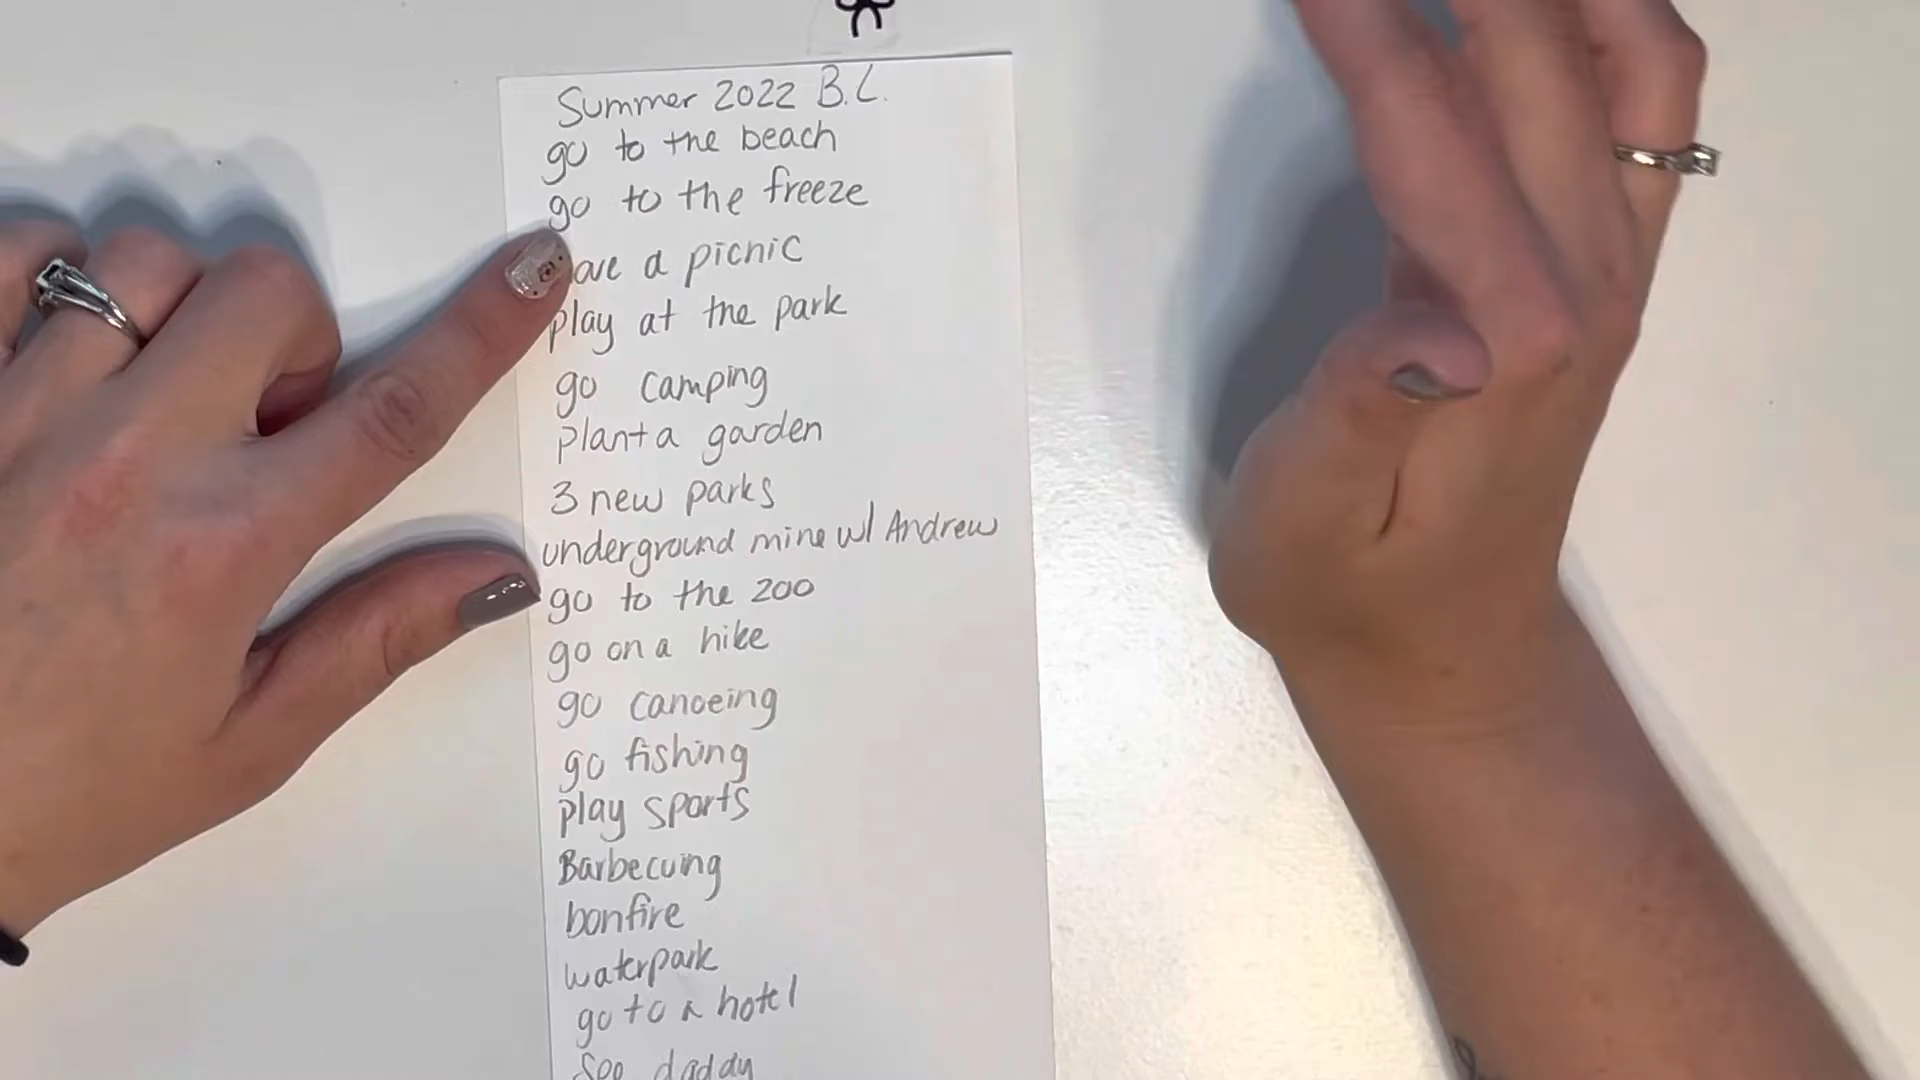 Summer 2022 B.L.
go to the beach
go to the freeze
ave a picnic
play at the park
go camping
plant a garden
3 new parks
underground mine w/ Andrew
go to the zoo
go on a hike
go canoeing
go fishing
play sports
Barbecuing
bonfire
waterpark
go to a hotel
daddy